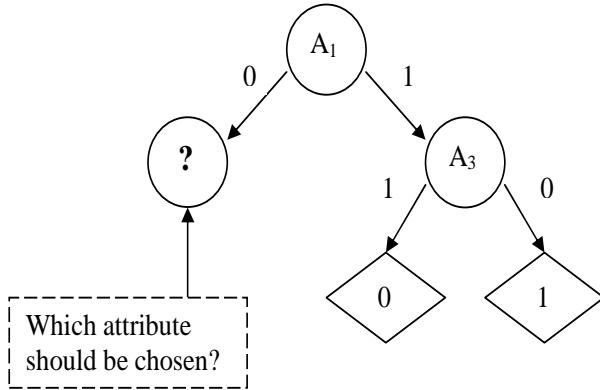 A₁
0
1
?
A₃
1
0
0
1
Which attribute
should be chosen?